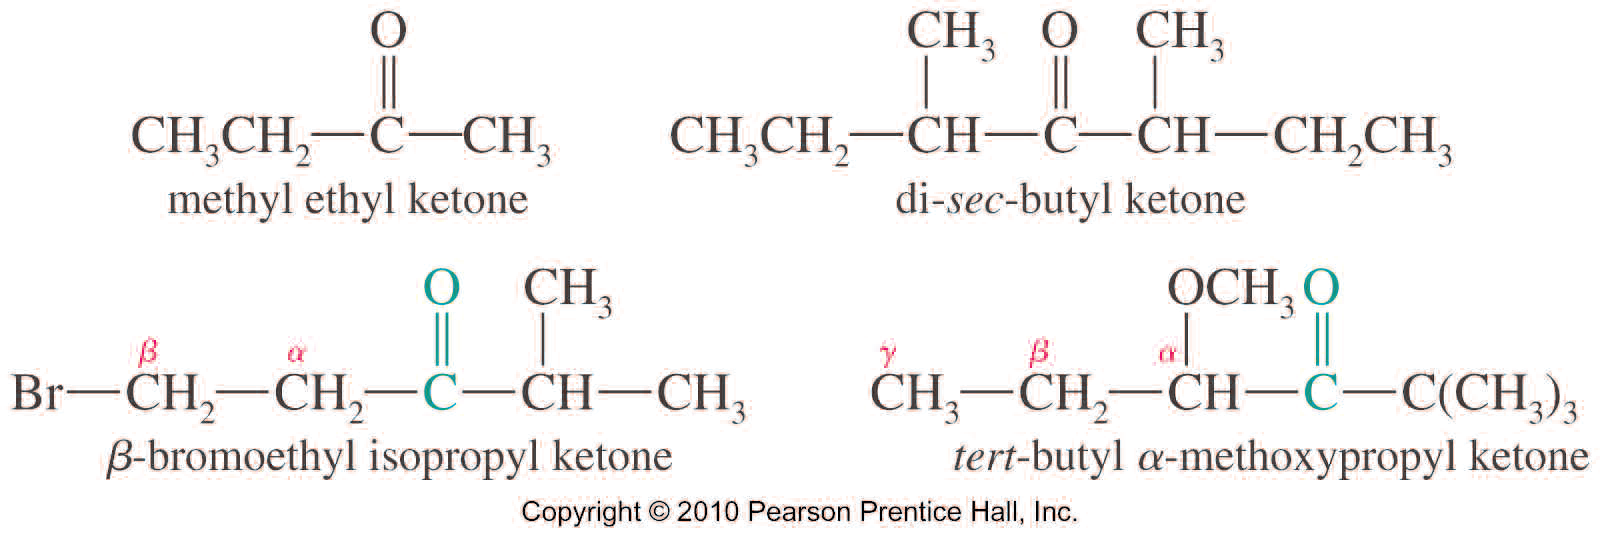 O
CH₃CH₂—C—CH₃
methyl ethyl ketone
CH₃ O CH₃
CH₃CH₂—CH—C—CH—CH₂CH₃
di-sec-butyl ketone
O CH₃
β α
Br—CH₂—CH₂—C—CH—CH₃
β-bromoethyl isopropyl ketone
OCH₃ O
γ β α
CH₃—CH₂—CH—C—C(CH₃)₃
tert-butyl α-methoxypropyl ketone
Copyright © 2010 Pearson Prentice Hall, Inc.